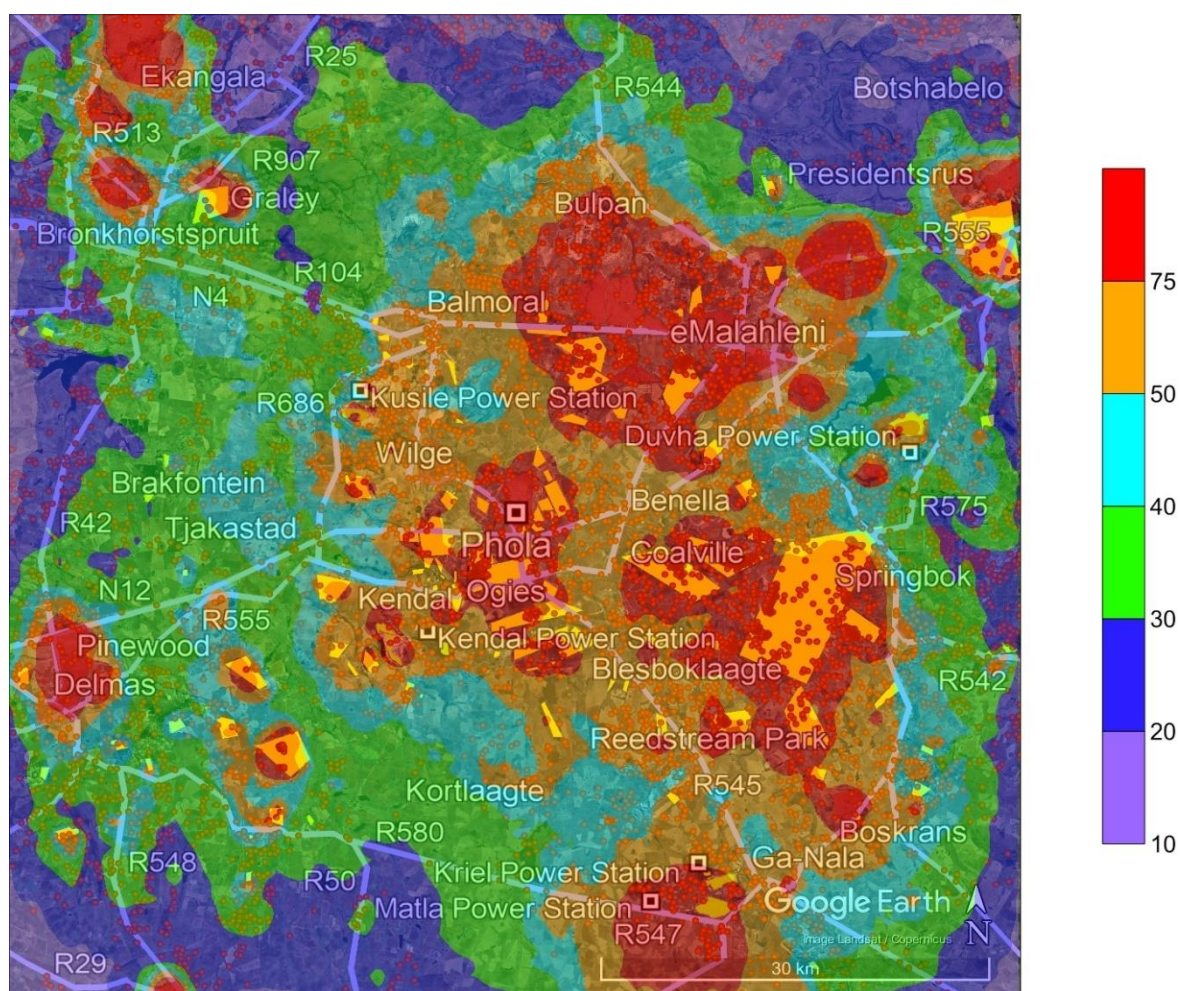 R25
Ekangala
R544
Botshabelo
R513
R907
Presidentsrus
Graley
Bulpan
Bronkhorstspruit
R555
R104
N4
Balmoral
75
eMalahleni
R686
Kusile Power Station
50
Duvha Power Station
Wilge
Brakfontein
Benella
R575
40
R42
Tjakastad
Phola
Coalville
Springbok
N12
Kendal
Ogies
R555
30
Pinewood
Kendal Power Station
Blesboklaagte
Delmas
R542
Reedstream Park
20
Kortlaagte
R545
R580
Boskrans
10
R548
R50
Kriel Power Station
Ga-Nala
Matla Power Station
Google Earth
R547
Image Landsat / Copernicus
N
R29
30 km